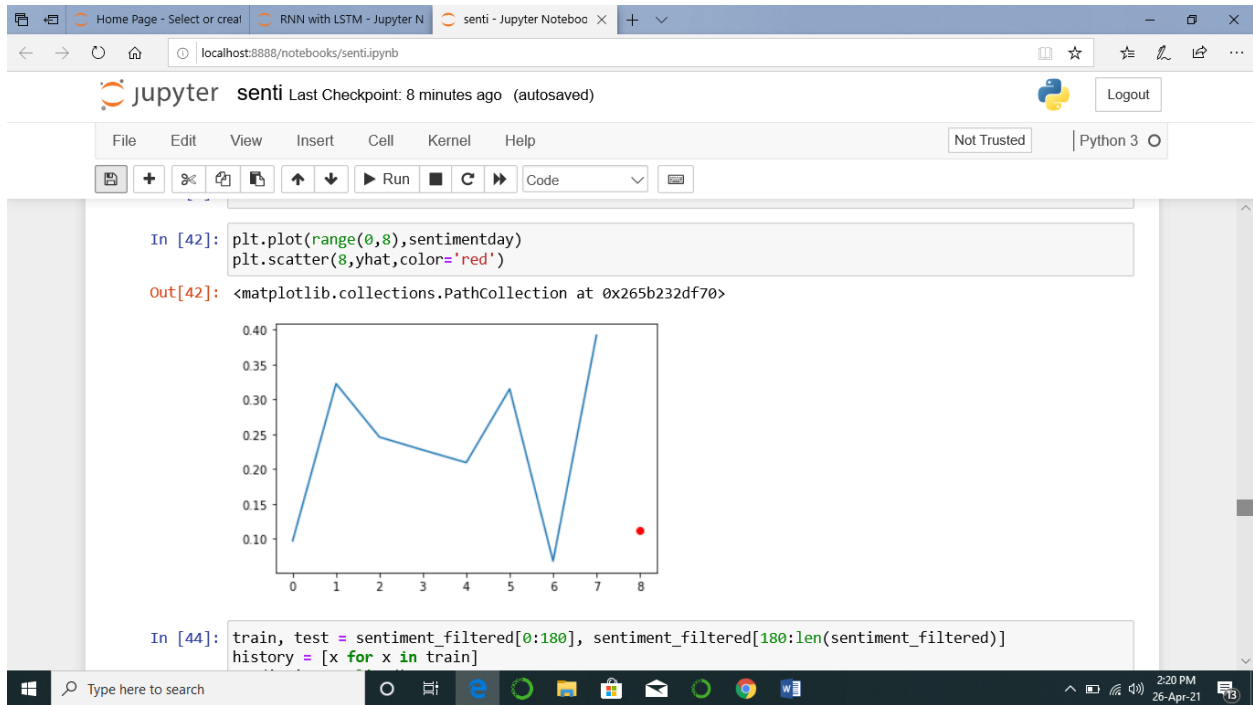 Home Page - Select or creat
RNN with LSTM - Jupyter N
senti - Jupyter Noteboo
localhost:8888/notebooks/senti.ipynb
jupyter senti Last Checkpoint: 8 minutes ago (autosaved)
Logout
File Edit View Insert Cell Kernel Help
Not Trusted
Python 3
Run
Code
In [42]: plt.plot(range(0,8),sentimentday)
plt.scatter(8,yhat,color='red')
Out[42]: <matplotlib.collections.PathCollection at 0x265b232df70>
0.40
0.35
0.30
0.25
0.20
0.15
0.10
0 1 2 3 4 5 6 7 8
In [44]: train, test = sentiment_filtered[0:180], sentiment_filtered[180:len(sentiment_filtered)]
history = [x for x in train]
Type here to search
2:20 PM
26-Apr-21
13